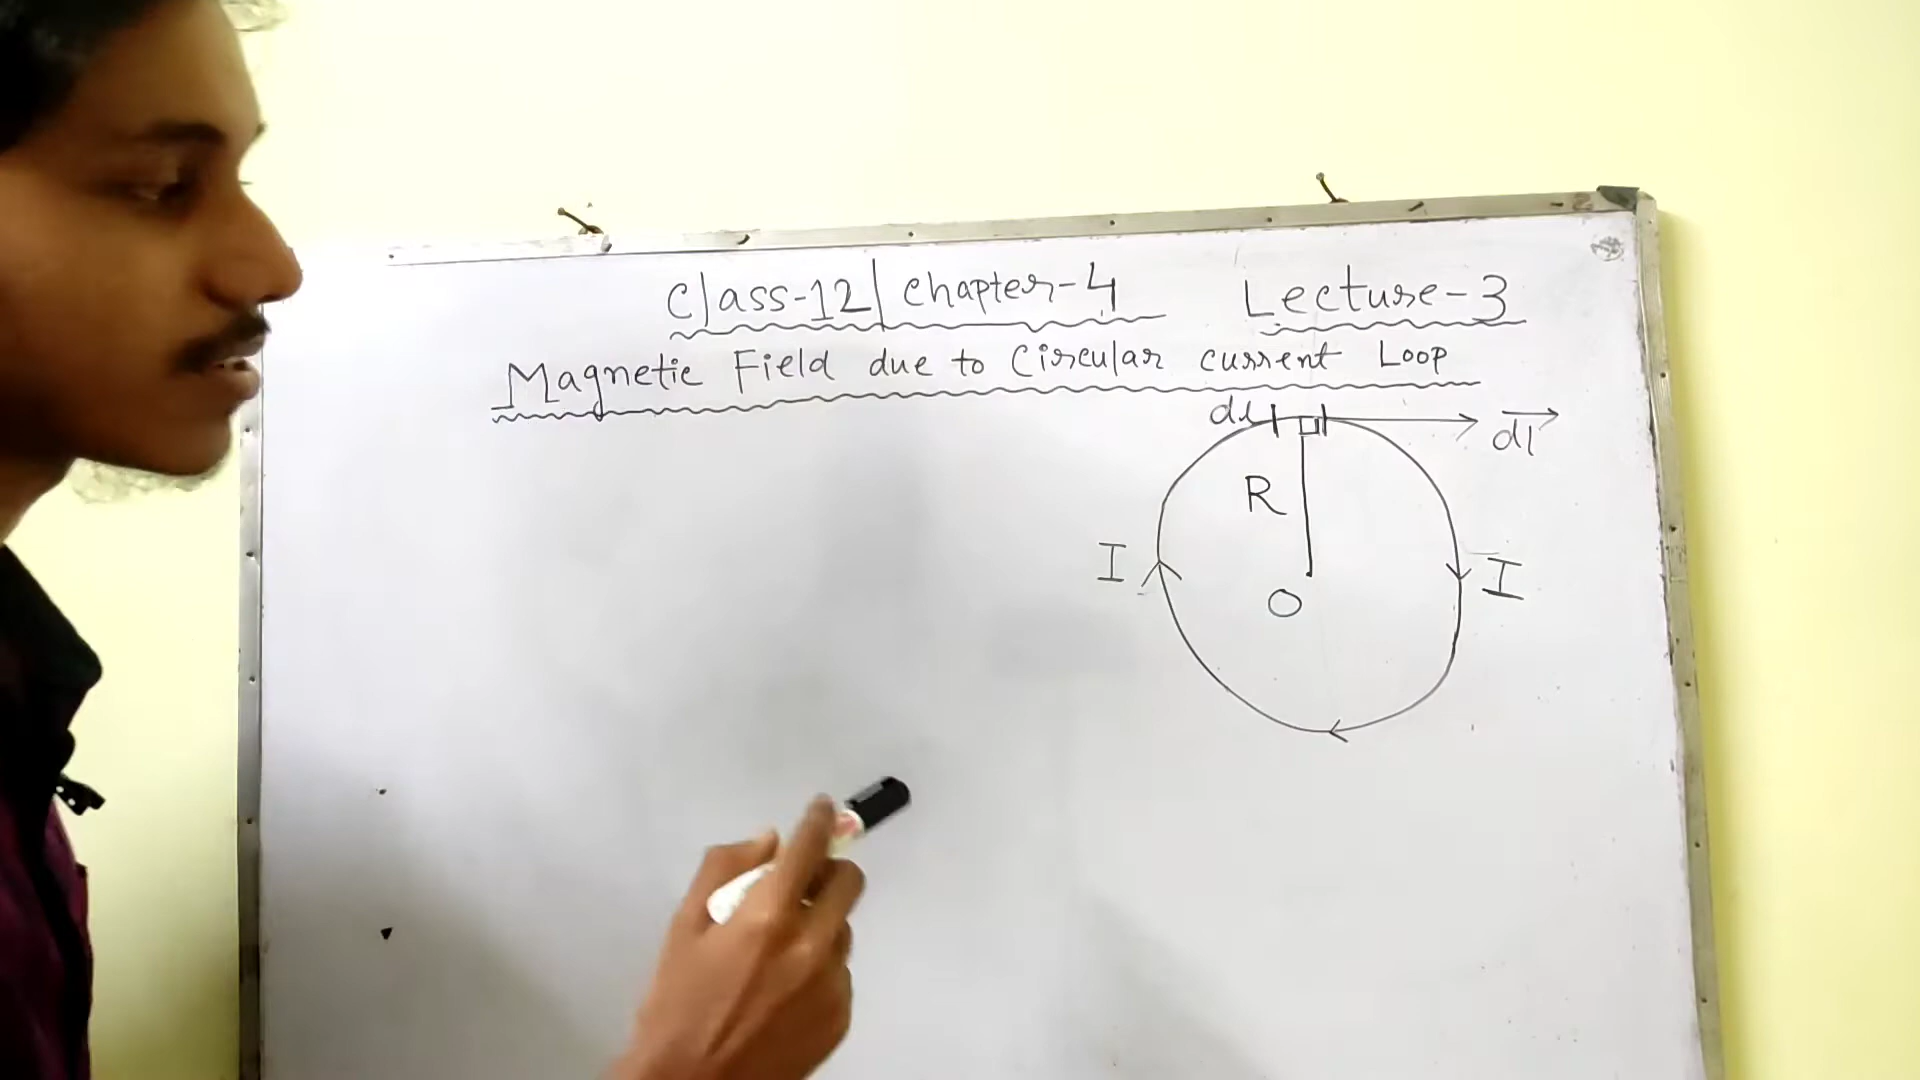 Class-12 | Chapter-4 Lecture-3
Magnetic Field due to Circular current Loop
dl
dl
R
I
I
O